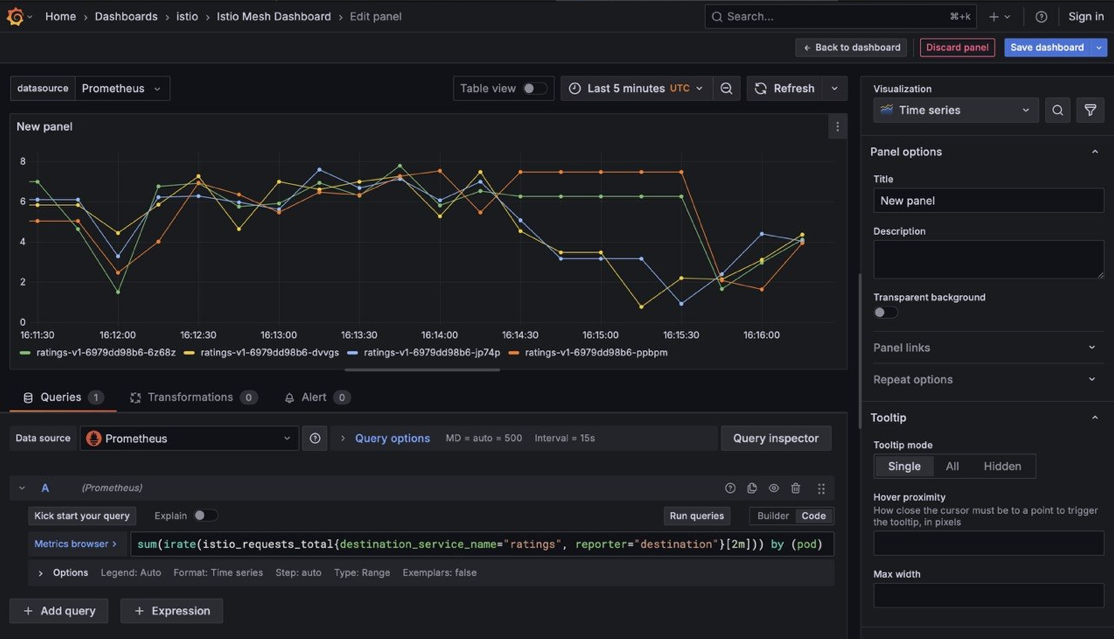 Home › Dashboards › istio › Istio Mesh Dashboard › Edit panel
Search... ⌘+k
Sign in
Back to dashboard
Discard panel
Save dashboard
datasource Prometheus
Table view
Last 5 minutes UTC
Refresh
New panel
8
6
4
2
0
16:11:30 16:12:00 16:12:30 16:13:00 16:13:30 16:14:00 16:14:30 16:15:00 16:15:30 16:16:00
ratings-v1-6979dd98b6-6z68z ratings-v1-6979dd98b6-dvvgs ratings-v1-6979dd98b6-jp74p ratings-v1-6979dd98b6-ppbpm
Queries 1 Transformations 0 Alert 0
Data source Prometheus
Query options MD = auto = 500 Interval = 15s
Query inspector
A (Prometheus)
Kick start your query Explain
Run queries Builder Code
Metrics browser > sum(irate(istio_requests_total{destination_service_name="ratings", reporter="destination"}[2m])) by (pod)
Options Legend: Auto Format: Time series Step: auto Type: Range Exemplars: false
+ Add query + Expression
Visualization
Time series
Panel options
Title
New panel
Description
Transparent background
Panel links
Repeat options
Tooltip
Tooltip mode
Single All Hidden
Hover proximity
How close the cursor must be to a point to trigger
the tooltip, in pixels
Max width